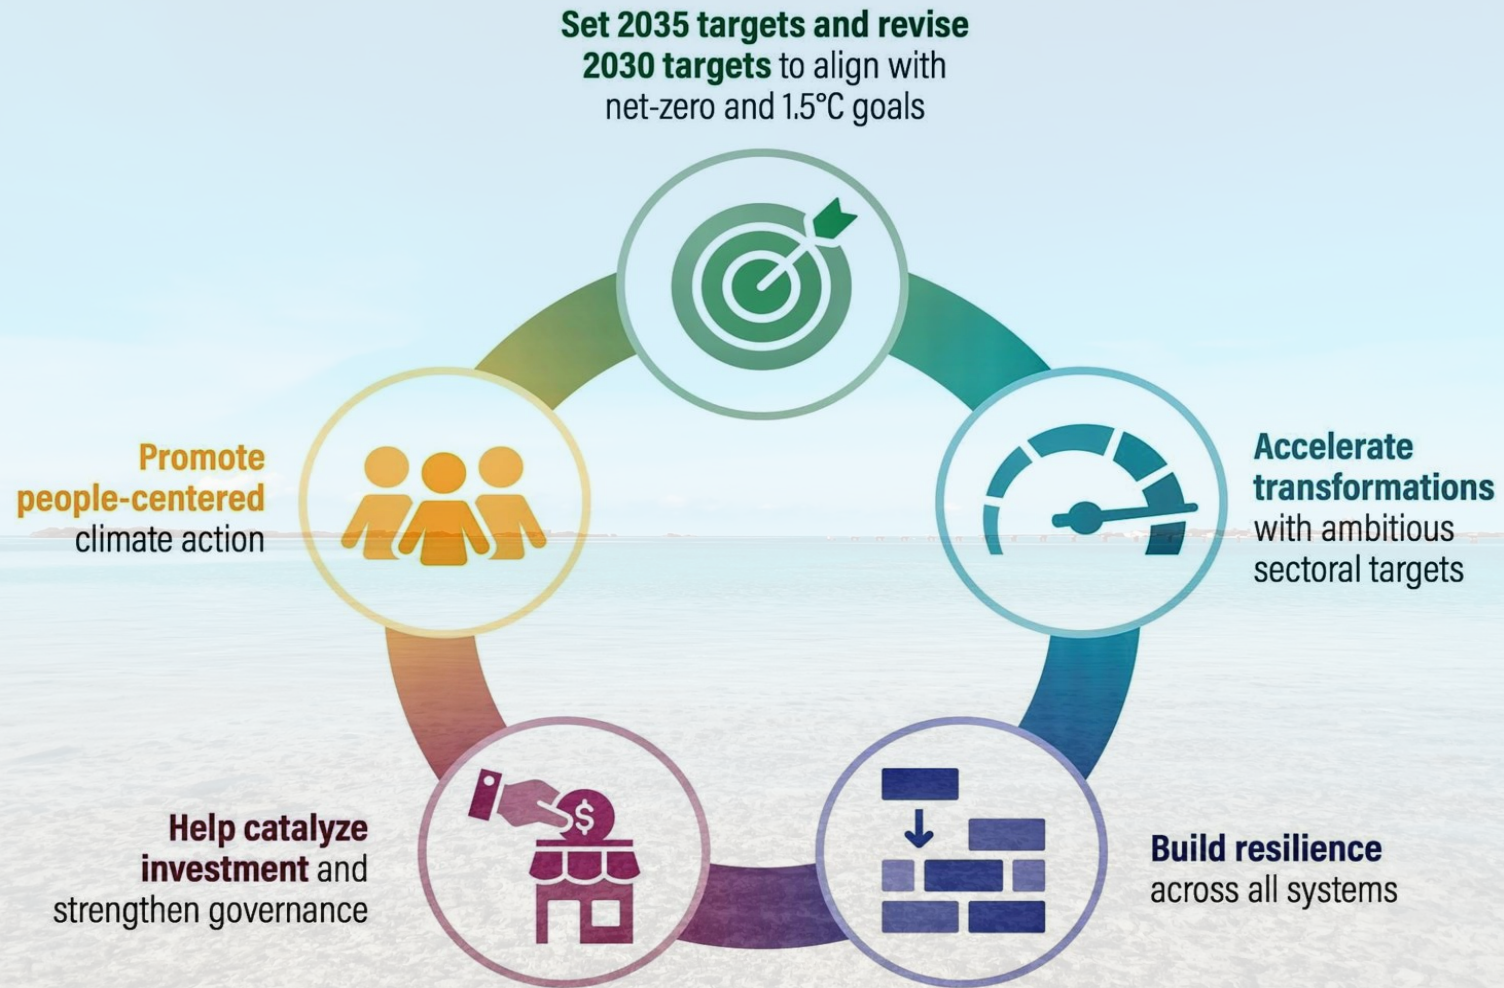 Set 2035 targets and revise
2030 targets to align with
net-zero and 1.5°C goals
Accelerate
transformations
with ambitious
sectoral targets
Build resilience
across all systems
Help catalyze
investment and
strengthen governance
$
Promote
people-centered
climate action